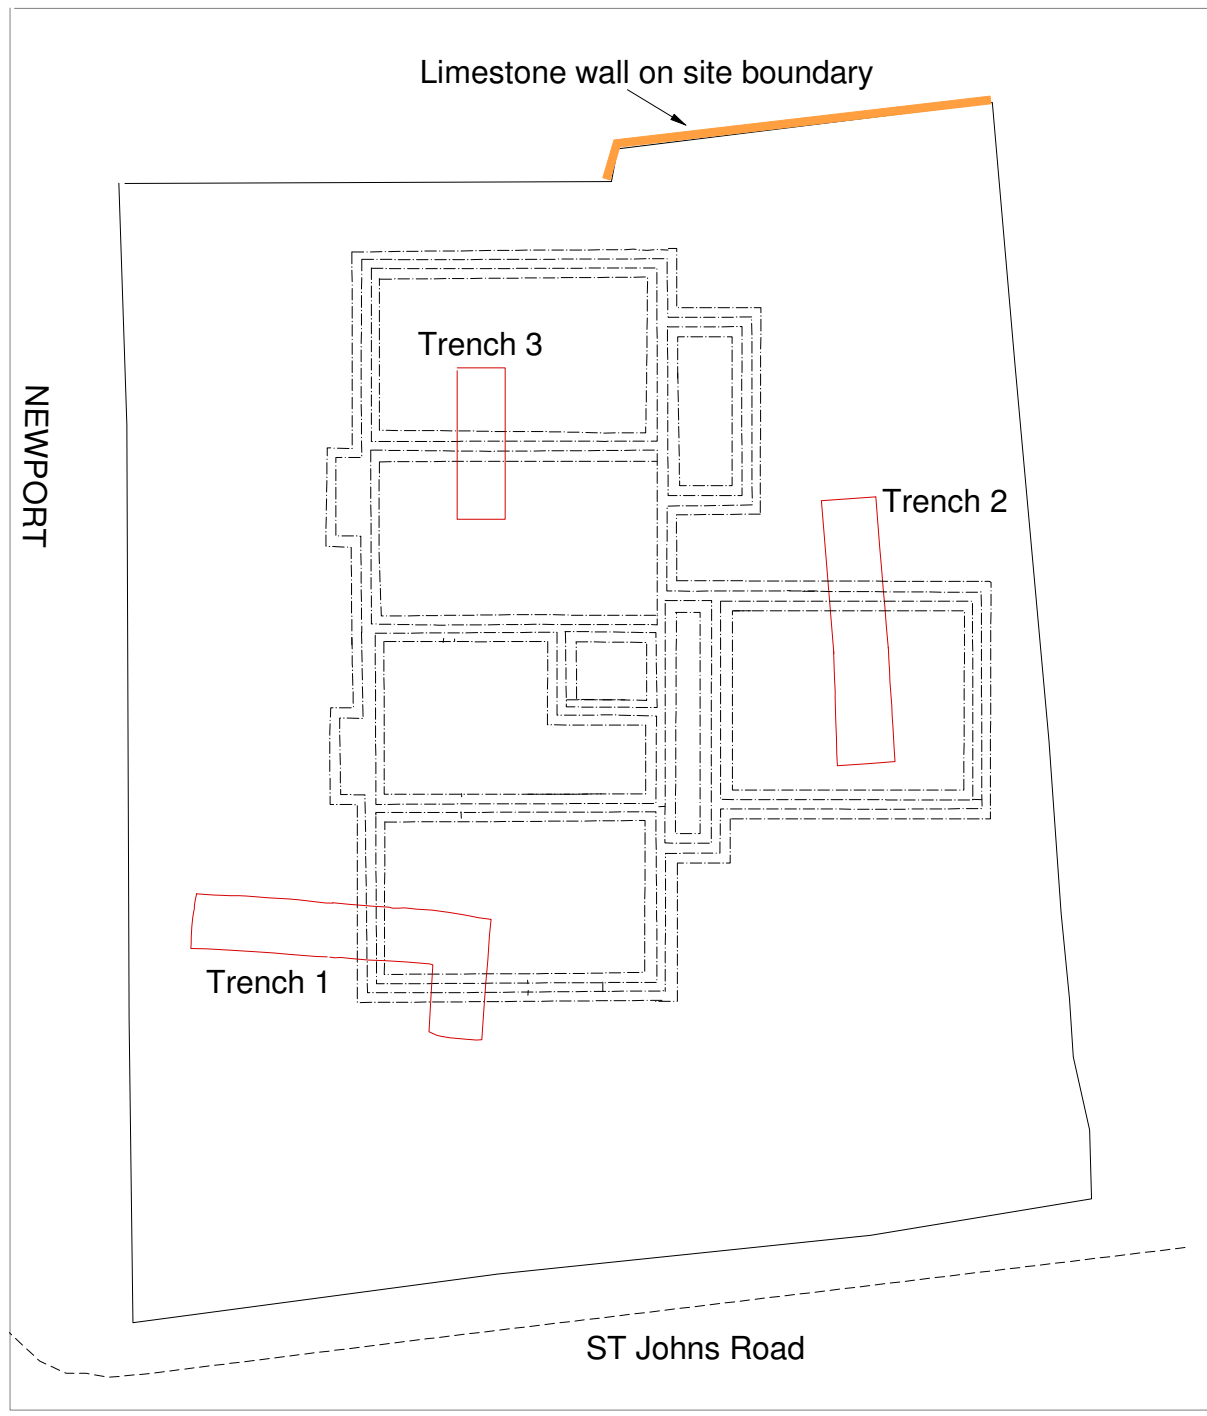 Limestone wall on site boundary
Trench 3
NEWPORT
Trench 2
Trench 1
ST Johns Road